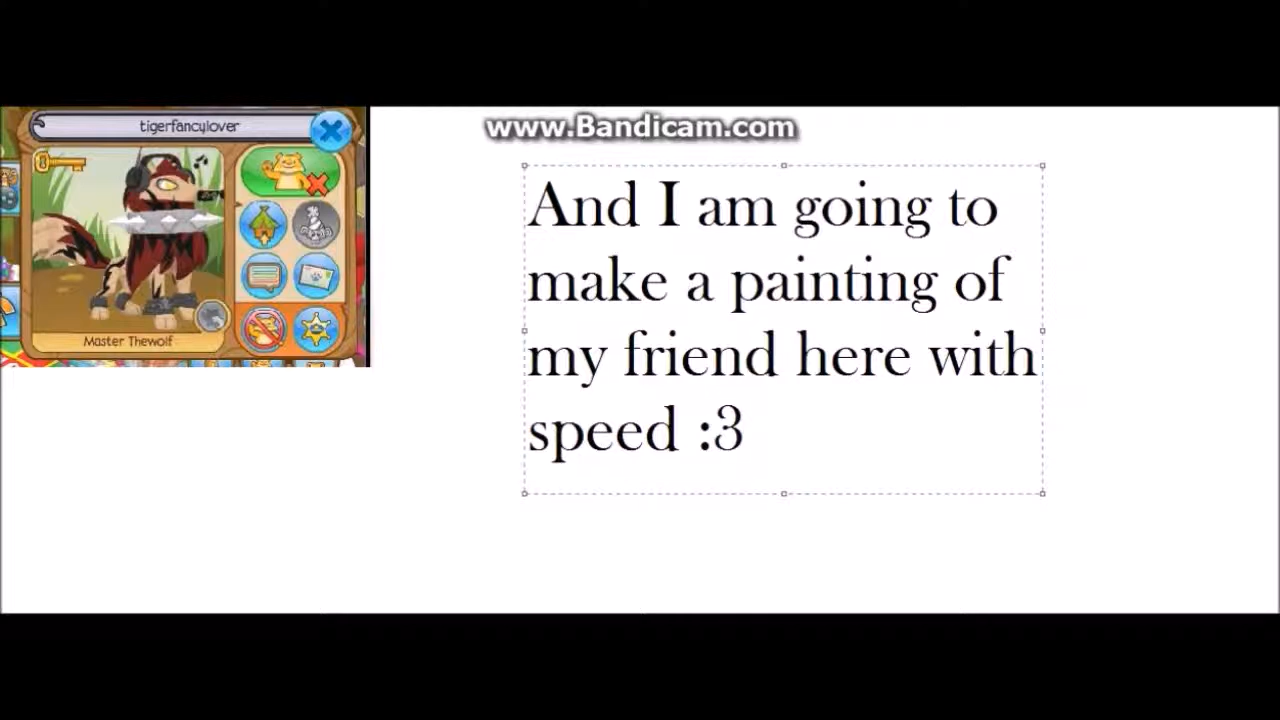 www.Bandicam.com
tigerfancylover
Master Thewolf
And I am going to
make a painting of
my friend here with
speed :3